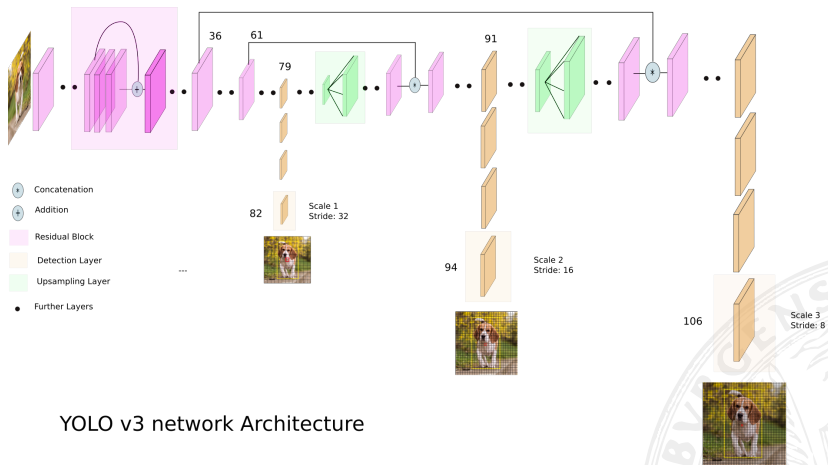 36
61
79
91
Concatenation
Addition
Residual Block
Detection Layer
Upsampling Layer
...
Further Layers
82
Scale 1
Stride: 32
94
Scale 2
Stride: 16
106
Scale 3
Stride: 8
YOLO v3 network Architecture